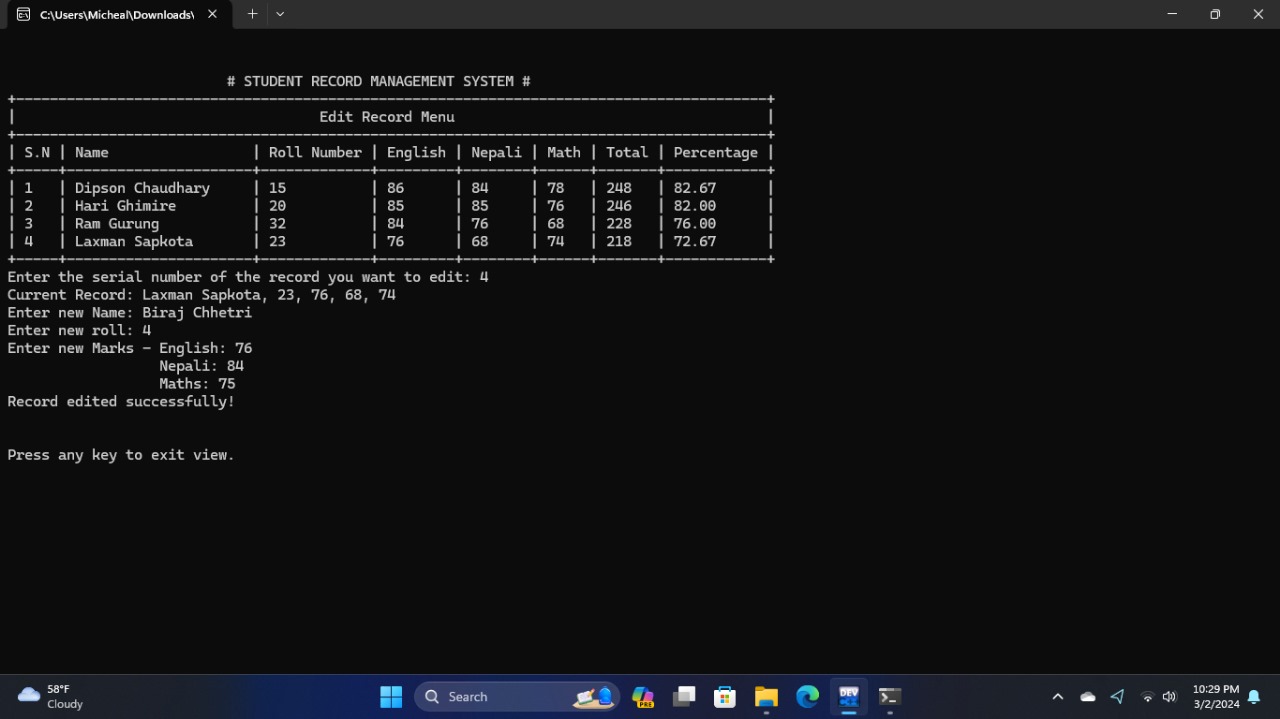 C:\Users\Micheal\Downloads\
# STUDENT RECORD MANAGEMENT SYSTEM #
Edit Record Menu
| S.N | Name | Roll Number | English | Nepali | Math | Total | Percentage |
| 1 | Dipson Chaudhary | 15 | 86 | 84 | 78 | 248 | 82.67 |
| 2 | Hari Ghimire | 20 | 85 | 85 | 76 | 246 | 82.00 |
| 3 | Ram Gurung | 32 | 84 | 76 | 68 | 228 | 76.00 |
| 4 | Laxman Sapkota | 23 | 76 | 68 | 74 | 218 | 72.67 |
Enter the serial number of the record you want to edit: 4
Current Record: Laxman Sapkota, 23, 76, 68, 74
Enter new Name: Biraj Chhetri
Enter new roll: 4
Enter new Marks - English: 76
Nepali: 84
Maths: 75
Record edited successfully!
Press any key to exit view.
58°F
Cloudy
Search
PRE
DEV
10:29 PM
3/2/2024